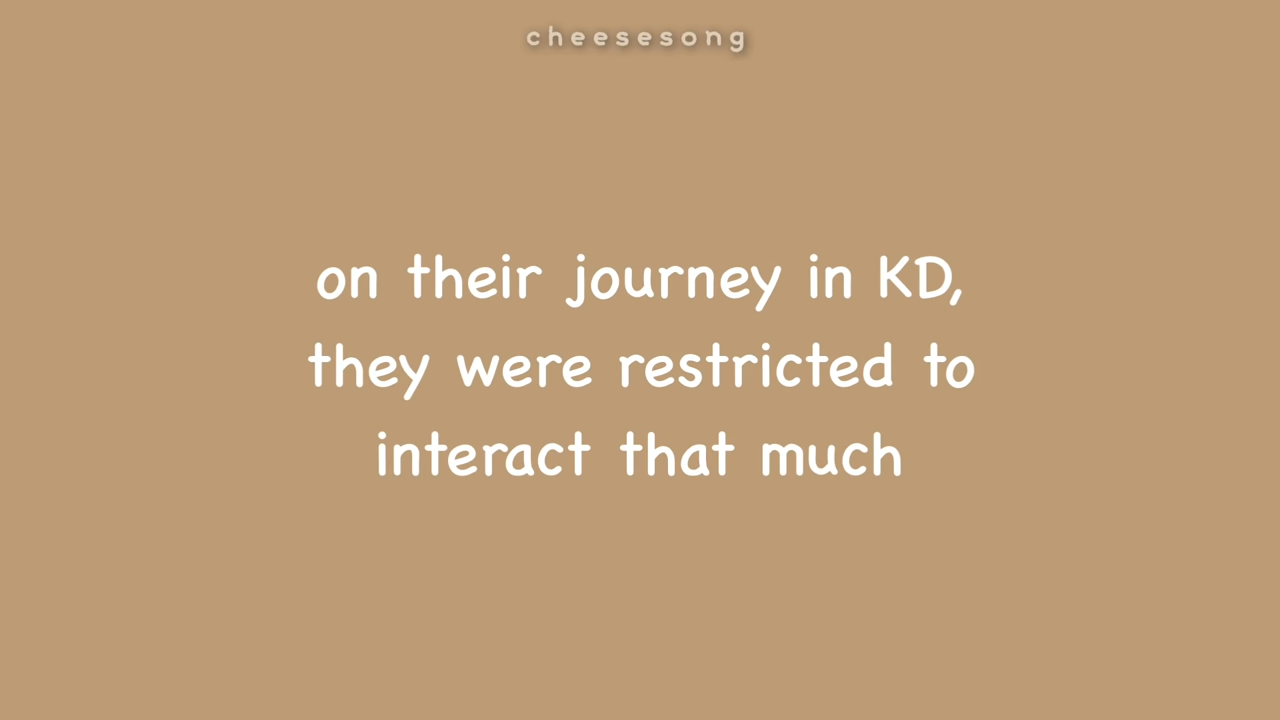 cheesesong
on their journey in KD,
they were restricted to
interact that much